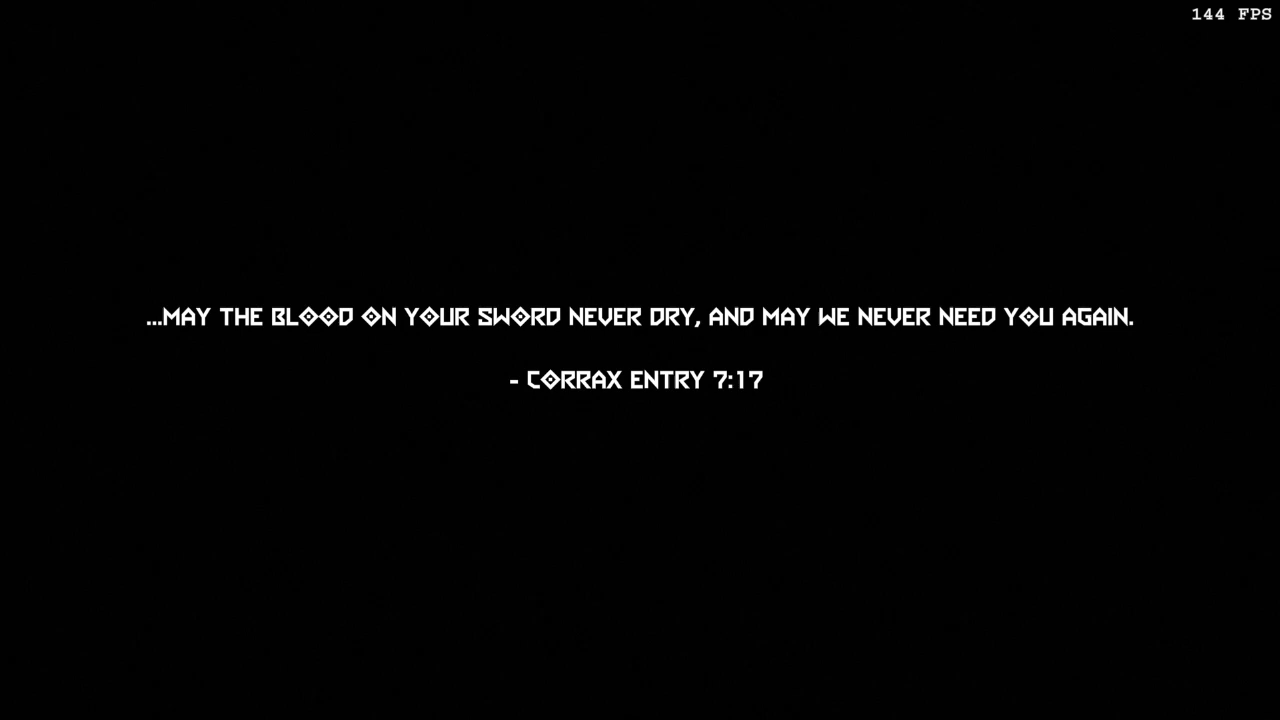 144 FPS
...MAY THE BLOOD ON YOUR SWORD NEVER DRY, AND MAY WE NEVER NEED YOU AGAIN.
- CORRAX ENTRY 7:17